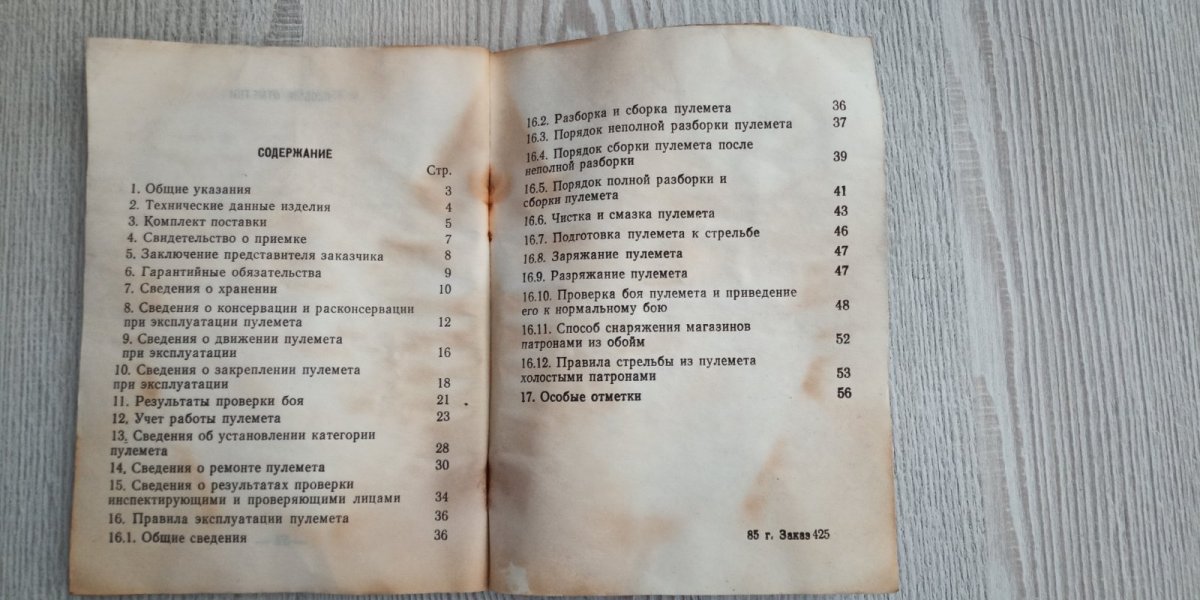 СОДЕРЖАНИЕ
Стр.
1. Общие указания 3
2. Технические данные изделия 4
3. Комплект поставки 5
4. Свидетельство о приемке 7
5. Заключение представителя заказчика 8
6. Гарантийные обязательства 9
7. Сведения о хранении 10
8. Сведения о консервации и расконсервации
при эксплуатации пулемета 12
9. Сведения о движении пулемета
при эксплуатации 16
10. Сведения о закреплении пулемета
при эксплуатации 18
11. Результаты проверки боя 21
12. Учет работы пулемета 23
13. Сведения об установлении категории
пулемета 28
14. Сведения о ремонте пулемета 30
15. Сведения о результатах проверки
инспектирующими и проверяющими лицами 34
16. Правила эксплуатации пулемета 36
16.1. Общие сведения 36
16.2. Разборка и сборка пулемета 36
16.3. Порядок неполной разборки пулемета 37
16.4. Порядок сборки пулемета после
неполной разборки 39
16.5. Порядок полной разборки и
сборки пулемета 41
16.6. Чистка и смазка пулемета 43
16.7. Подготовка пулемета к стрельбе 46
16.8. Заряжание пулемета 47
16.9. Разряжание пулемета 47
16.10. Проверка боя пулемета и приведение
его к нормальному бою 48
16.11. Способ снаряжения магазинов
патронами из обойм 52
16.12. Правила стрельбы из пулемета
холостыми патронами 53
17. Особые отметки 56
85 г. Заказ 425